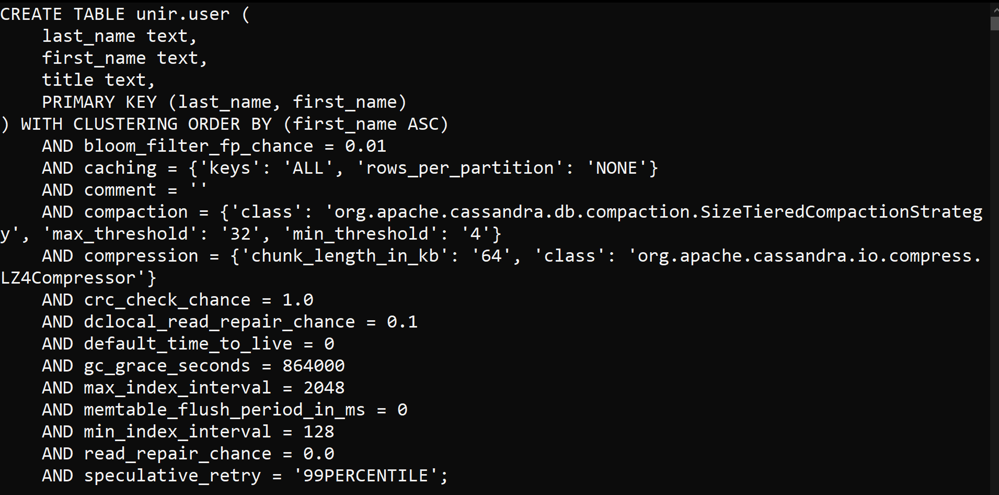 CREATE TABLE unir.user (
    last_name text,
    first_name text,
    title text,
    PRIMARY KEY (last_name, first_name)
) WITH CLUSTERING ORDER BY (first_name ASC)
    AND bloom_filter_fp_chance = 0.01
    AND caching = {'keys': 'ALL', 'rows_per_partition': 'NONE'}
    AND comment = ''
    AND compaction = {'class': 'org.apache.cassandra.db.compaction.SizeTieredCompactionStrateg
y', 'max_threshold': '32', 'min_threshold': '4'}
    AND compression = {'chunk_length_in_kb': '64', 'class': 'org.apache.cassandra.io.compress.
LZ4Compressor'}
    AND crc_check_chance = 1.0
    AND dclocal_read_repair_chance = 0.1
    AND default_time_to_live = 0
    AND gc_grace_seconds = 864000
    AND max_index_interval = 2048
    AND memtable_flush_period_in_ms = 0
    AND min_index_interval = 128
    AND read_repair_chance = 0.0
    AND speculative_retry = '99PERCENTILE';